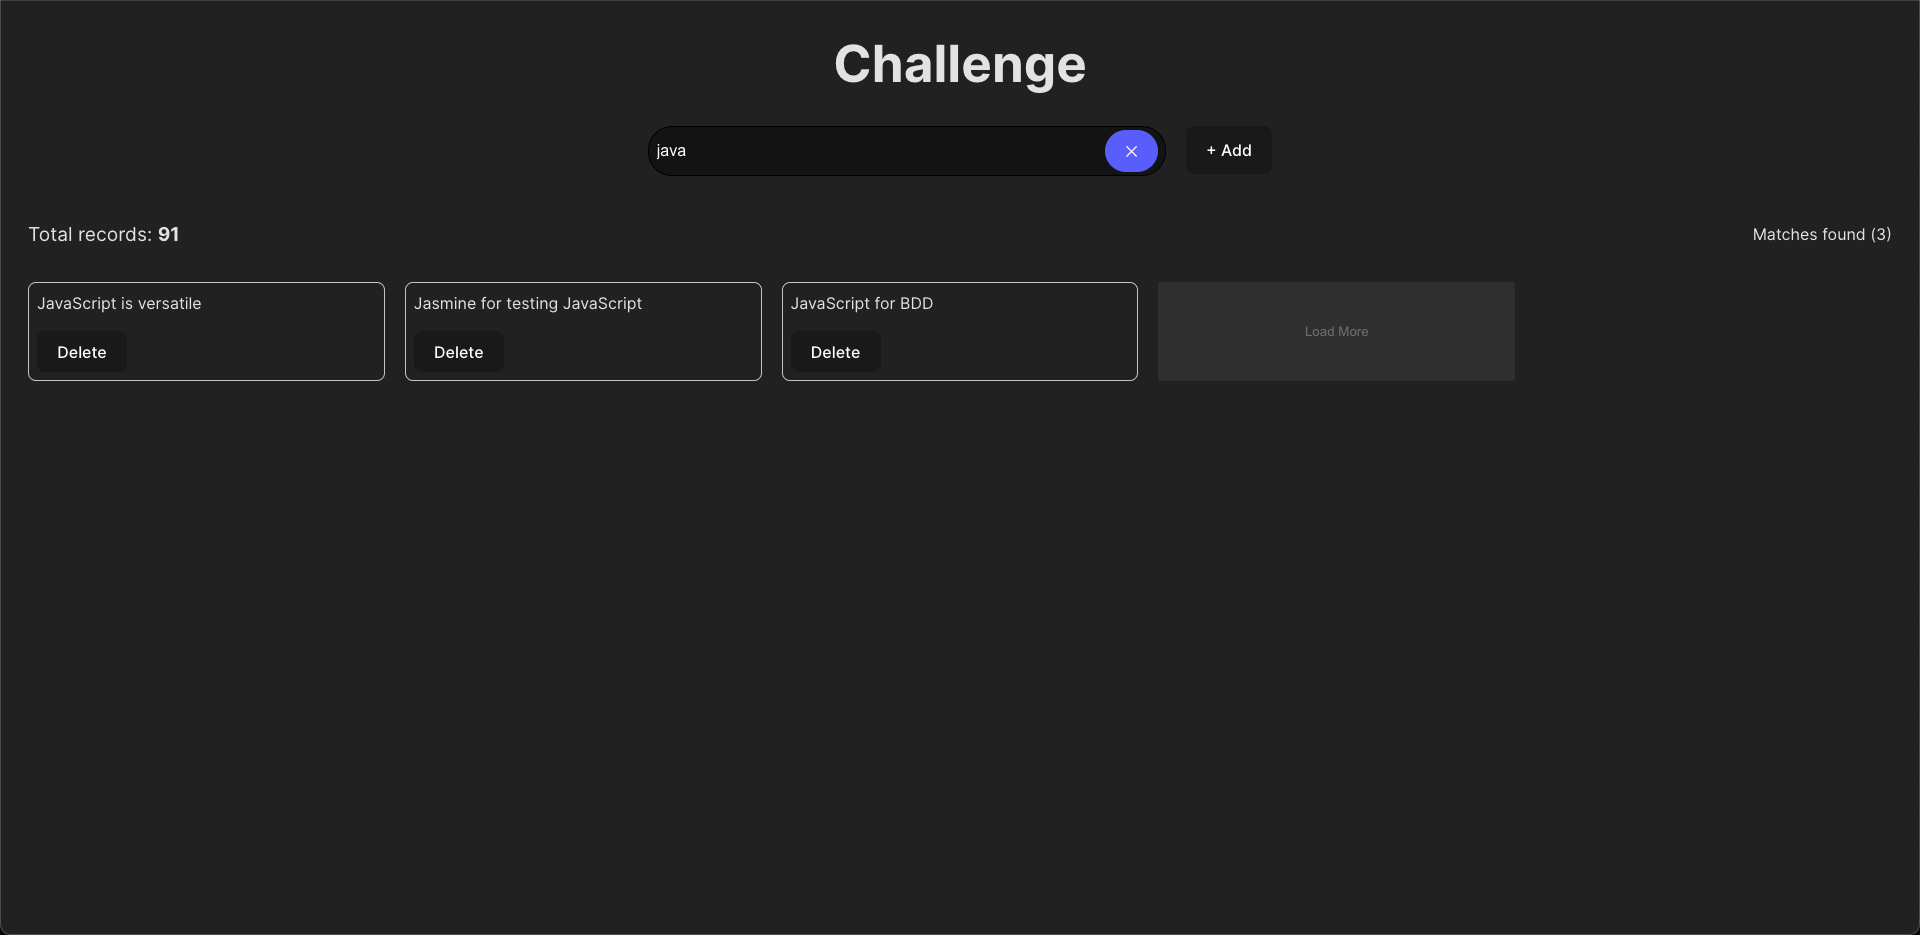 Challenge
java
+ Add
Total records: 91
Matches found (3)
JavaScript is versatile
Delete
Jasmine for testing JavaScript
Delete
JavaScript for BDD
Delete
Load More